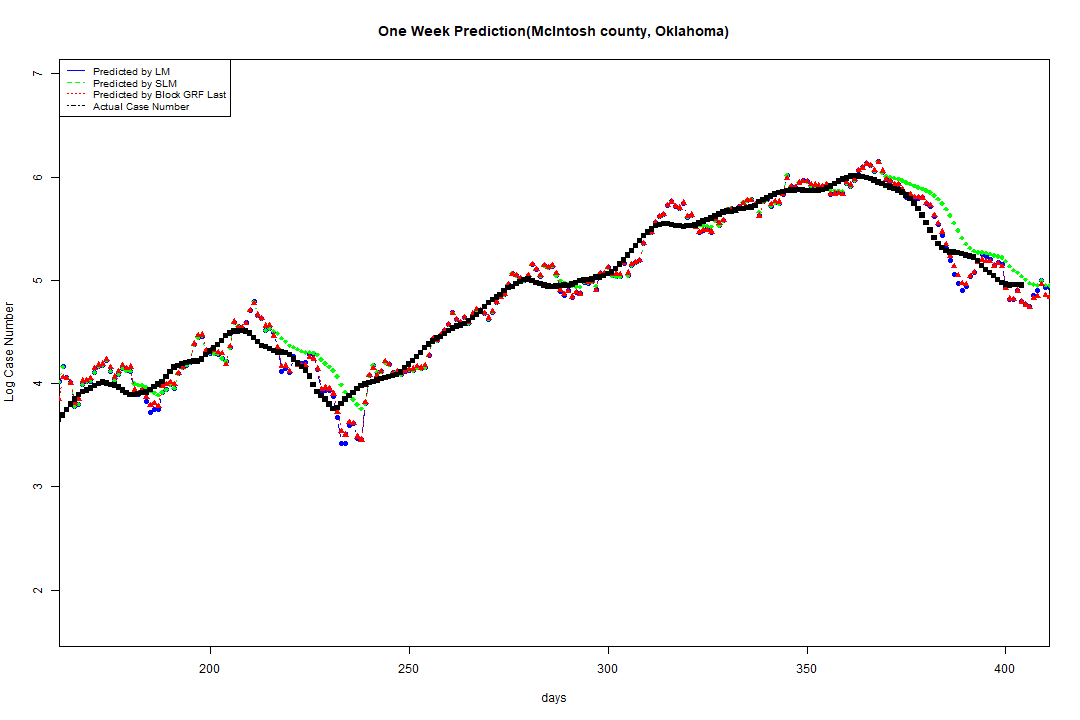 One Week Prediction(McIntosh county, Oklahoma)
Predicted by LM
Predicted by SLM
Predicted by Block GRF Last
Actual Case Number
7
6
5
4
3
2
Log Case Number
200 250 300 350 400
days